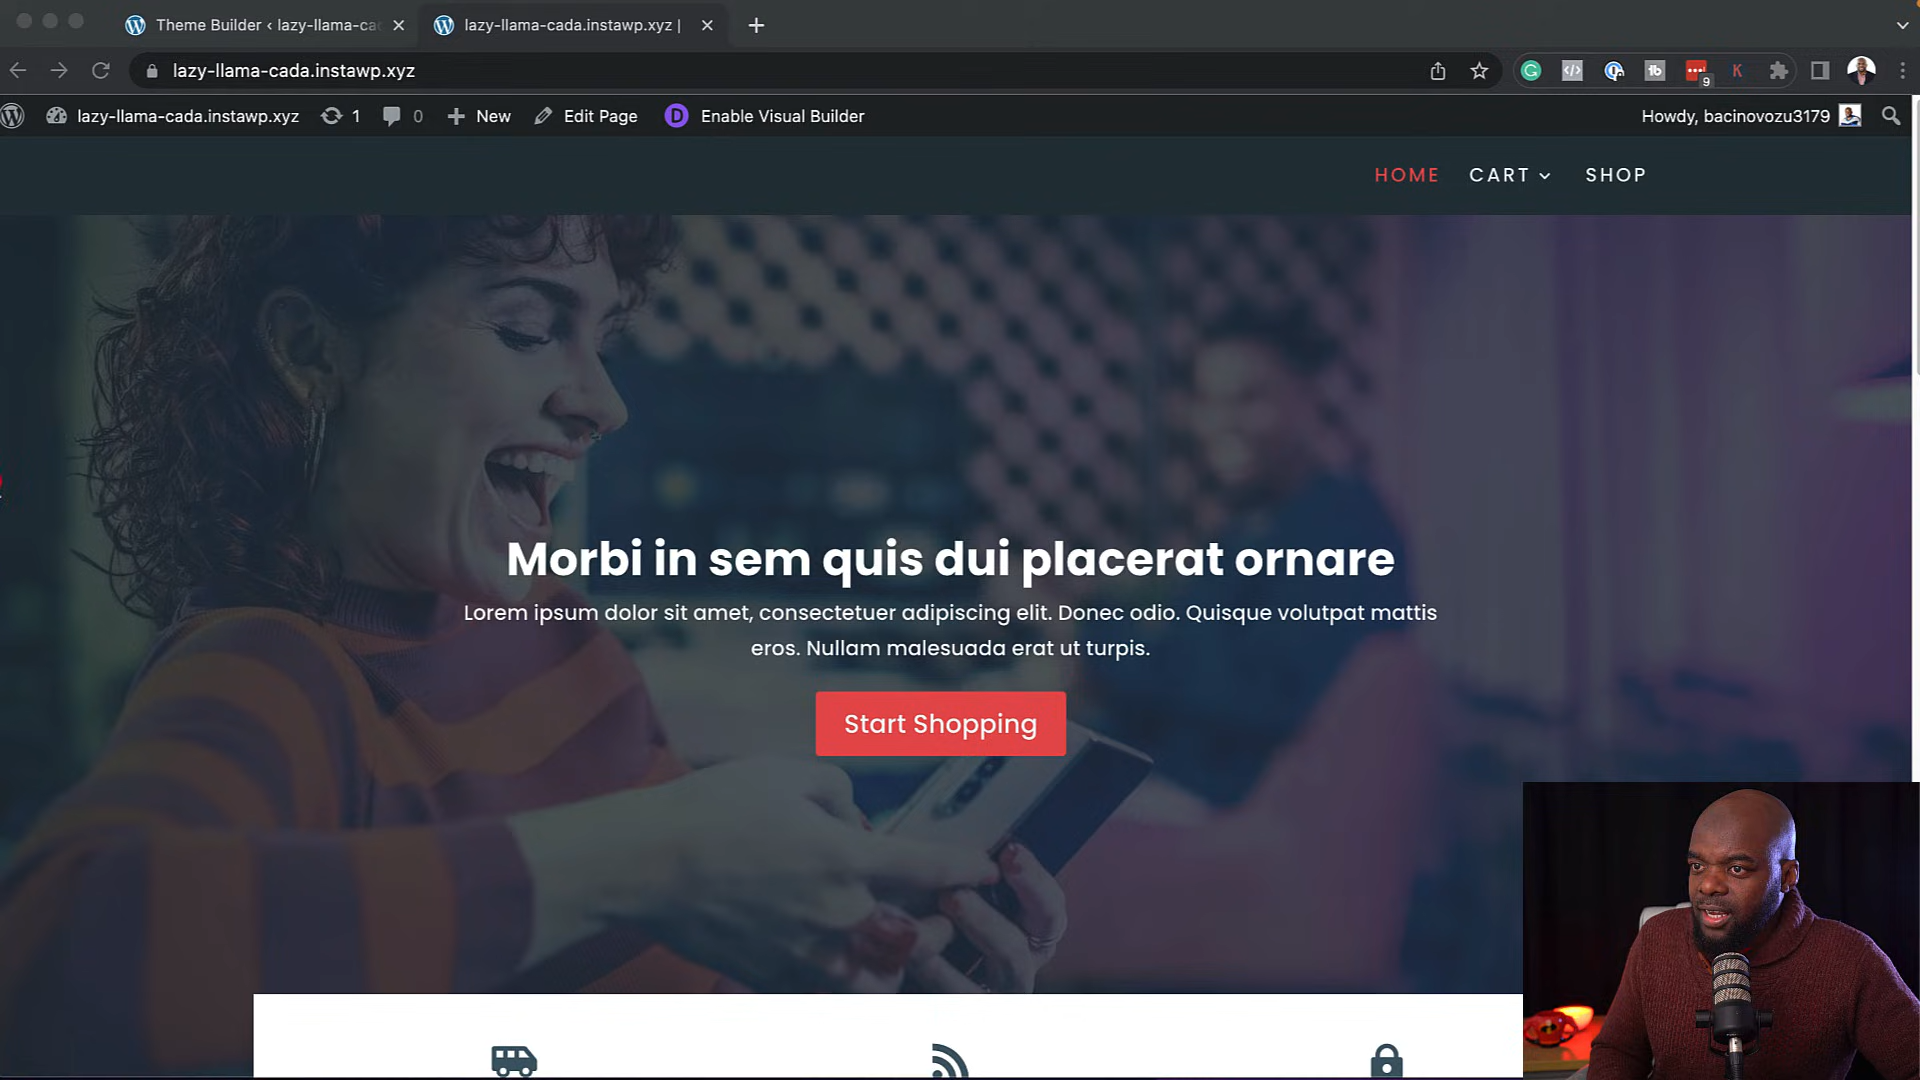 Theme Builder ‹ lazy-llama-ca
lazy-llama-cada.instawp.xyz |
lazy-llama-cada.instawp.xyz
9
lazy-llama-cada.instawp.xyz 1 0 New Edit Page D Enable Visual Builder Howdy, bacinovozu3179
HOME CART SHOP
Morbi in sem quis dui placerat ornare
Lorem ipsum dolor sit amet, consectetuer adipiscing elit. Donec odio. Quisque volutpat mattis
eros. Nullam malesuada erat ut turpis.
Start Shopping